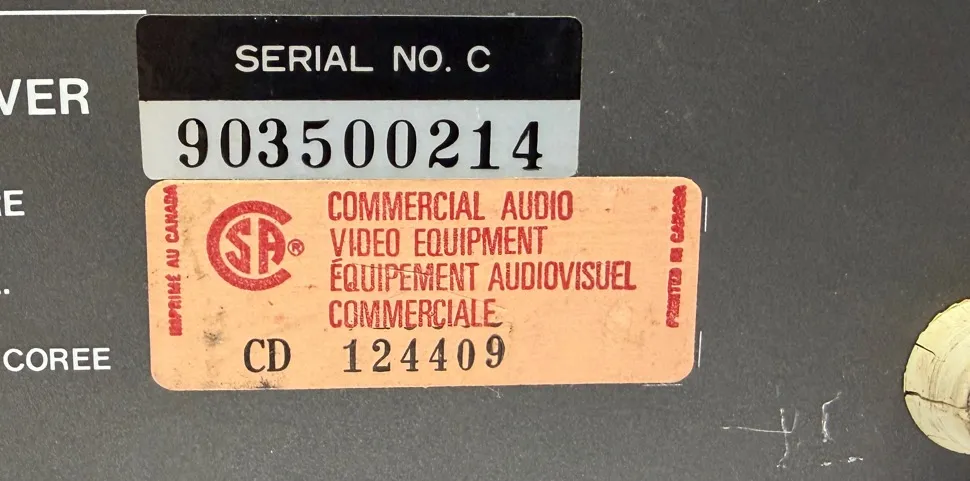 SERIAL NO. C
VER
903500214
RE
COREE
IMPRIMÉ AU CANADA
CSA®
COMMERCIAL AUDIO
VIDEO EQUIPMENT
ÉQUIPEMENT AUDIOVISUEL
COMMERCIALE
PRINTED IN CANADA
CD 124409